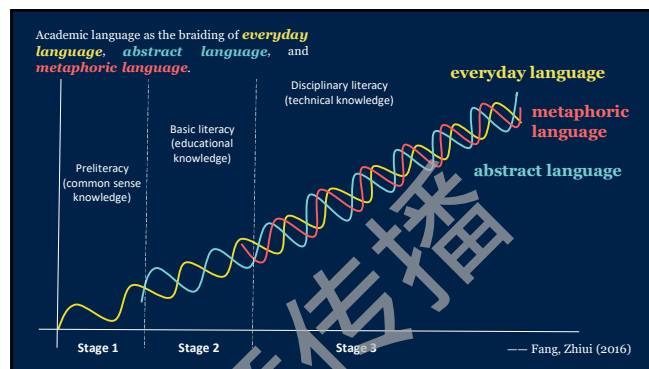 Academic language as the braiding of everyday
language, abstract language, and
metaphoric language.
Disciplinary literacy
(technical knowledge)
everyday language
Basic literacy
(educational
knowledge)
metaphoric
language
Preliteracy
(common sense
knowledge)
abstract language
传播
Stage 1
Stage 2
Stage 3
—— Fang, Zhiui (2016)